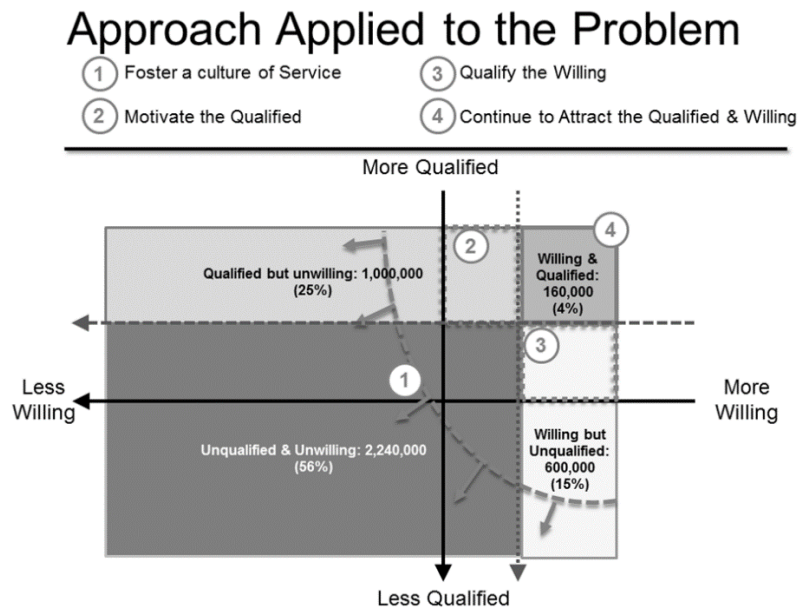 Approach Applied to the Problem
1 Foster a culture of Service
3 Qualify the Willing
2 Motivate the Qualified
4 Continue to Attract the Qualified & Willing
More Qualified
4
2
Willing &
Qualified:
160,000
(4%)
Qualified but unwilling: 1,000,000
(25%)
3
1
Less
Willing
More
Willing
Willing but
Unqualified:
600,000
(15%)
Unqualified & Unwilling: 2,240,000
(56%)
Less Qualified